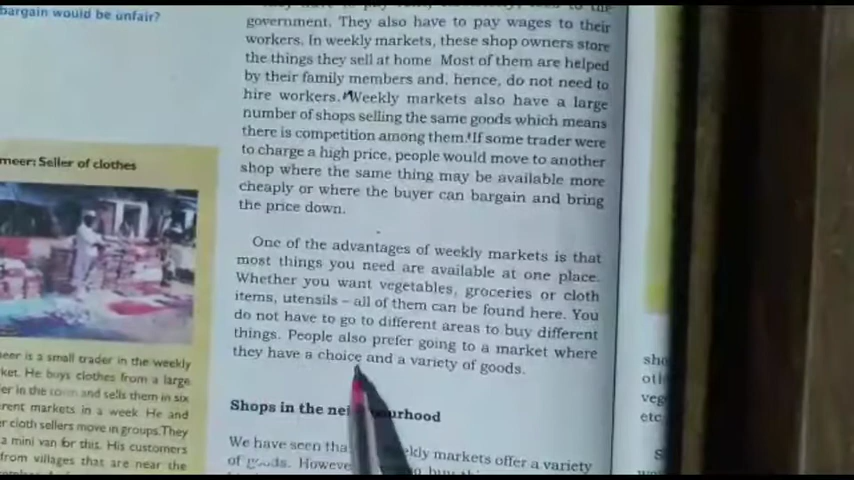 bargain would be unfair?
government. They also have to pay wages to their
workers. In weekly markets, these shop owners store
the things they sell at home Most of them are helped
by their family members and, hence, do not need to
hire workers. Weekly markets also have a large
number of shops selling the same goods which means
there is competition among them. If some trader were
to charge a high price, people would move to another
shop where the same thing may be available more
cheaply or where the buyer can bargain and bring
the price down.
One of the advantages of weekly markets is that
most things you need are available at one place.
Whether you want vegetables, groceries or cloth
items, utensils – all of them can be found here. You
do not have to go to different areas to buy different
things. People also prefer going to a market where
they have a choice and a variety of goods.
Shops in the nei hbourhood
We have seen tha ekly markets offer a variety
of goods. Howeve
meer: Seller of clothes
eer is a small trader in the weekly
ket. He buys clothes from a large
er in the town and sells them in six
rent markets in a week. He and
er cloth sellers move in groups. They
a mini van for this. His customers
from villages that are near the
sho
oth
veg
etc
S